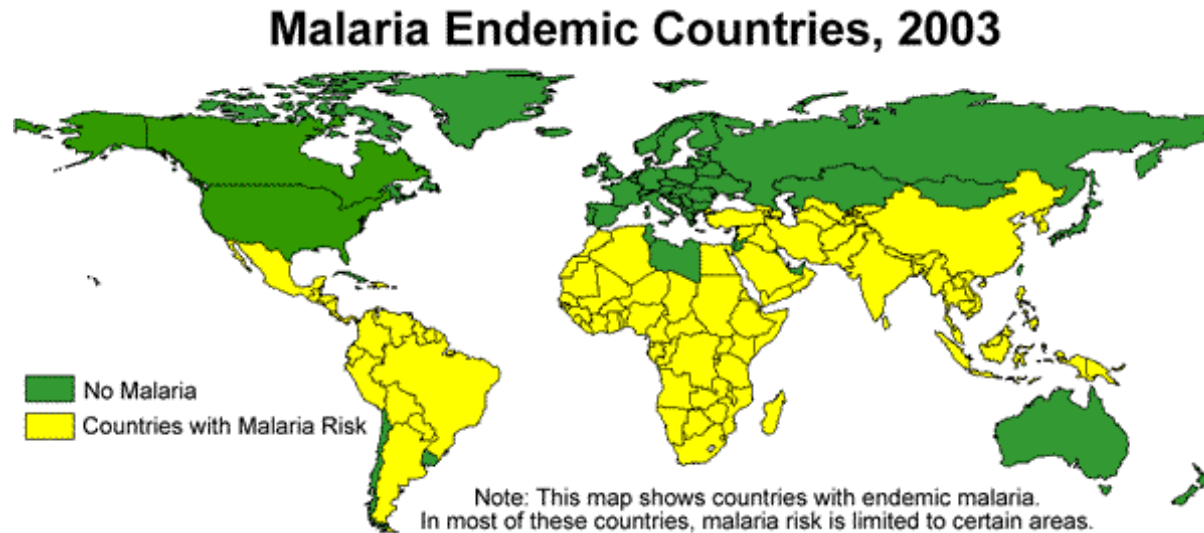 Malaria Endemic Countries, 2003
No Malaria
Countries with Malaria Risk
Note: This map shows countries with endemic malaria.
In most of these countries, malaria risk is limited to certain areas.